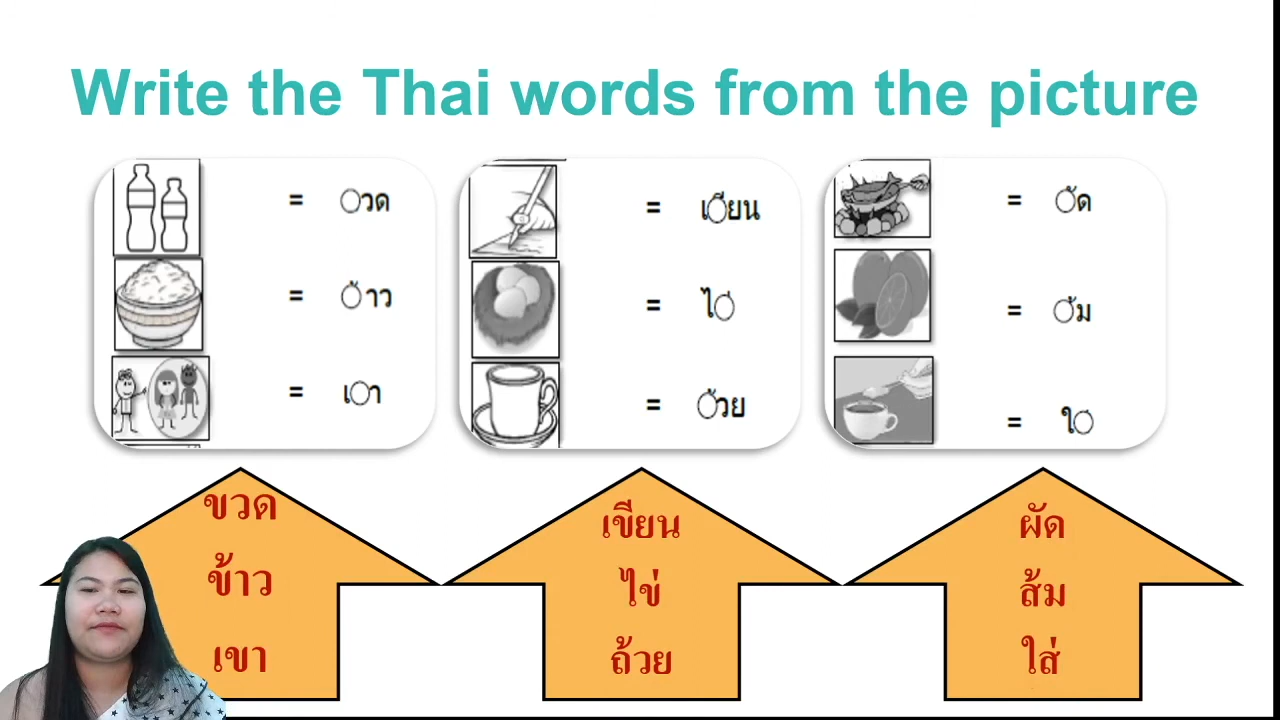 Write the Thai words from the picture
= ◌วด
= ◌้าว
= เ◌า
= เ◌ียน
= ไ◌่
= ◌้วย
= ◌ัด
= ◌้ม
= ใ◌่
ขวด
ข้าว
เขา
เขียน
ไข่
ถ้วย
ผัด
ส้ม
ใส่